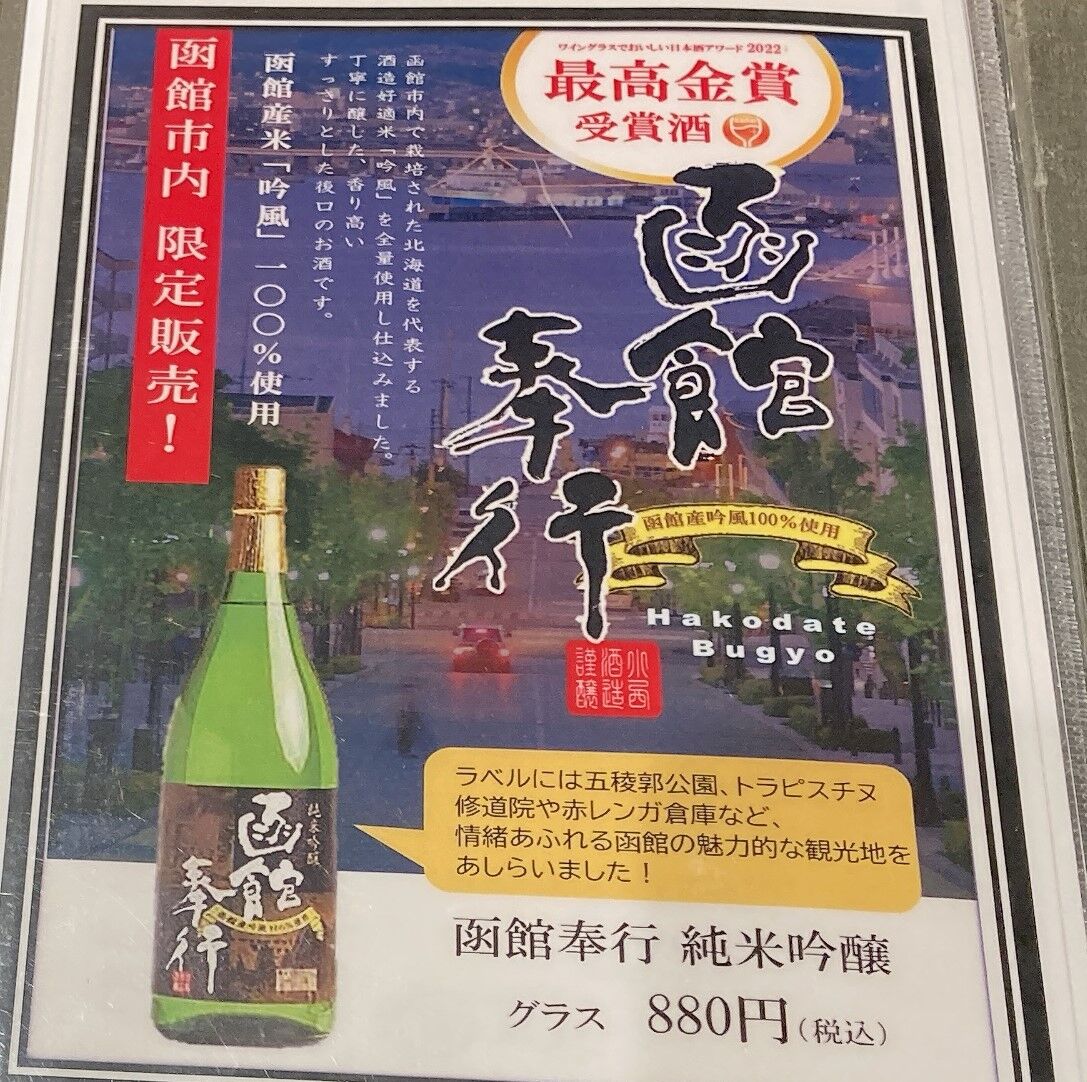 ワイングラスでおいしい日本酒アワード 2022
最高金賞
受賞酒
函館奉行
函館産吟風100%使用
Hakodate
Bugyo
小西
酒造
謹醸
函館市内で栽培された北海道を代表する
酒造好適米「吟風」を全量使用し仕込みました。
丁寧に醸した、香り高い
すっきりとした後口のお酒です。
函館産米「吟風」一〇〇%使用
函館市内 限定販売!
ラベルには五稜郭公園、トラピスチヌ
修道院や赤レンガ倉庫など、
情緒あふれる函館の魅力的な観光地を
あしらいました!
純米吟醸
函館奉行
函館奉行 純米吟醸
グラス 880円(税込)